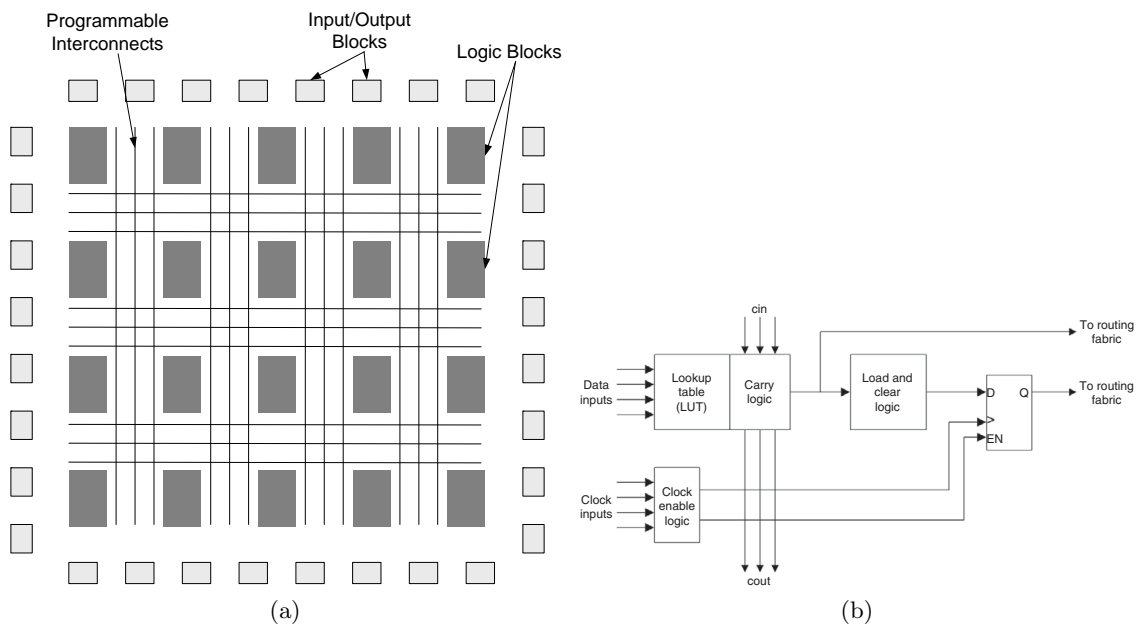 Programmable
Interconnects
Input/Output
Blocks
Logic Blocks
(a)
cin
To routing
fabric
Data
inputs
Lookup
table
(LUT)
Carry
logic
Load and
clear
logic
D
Q
>
EN
To routing
fabric
Clock
inputs
Clock
enable
logic
cout
(b)